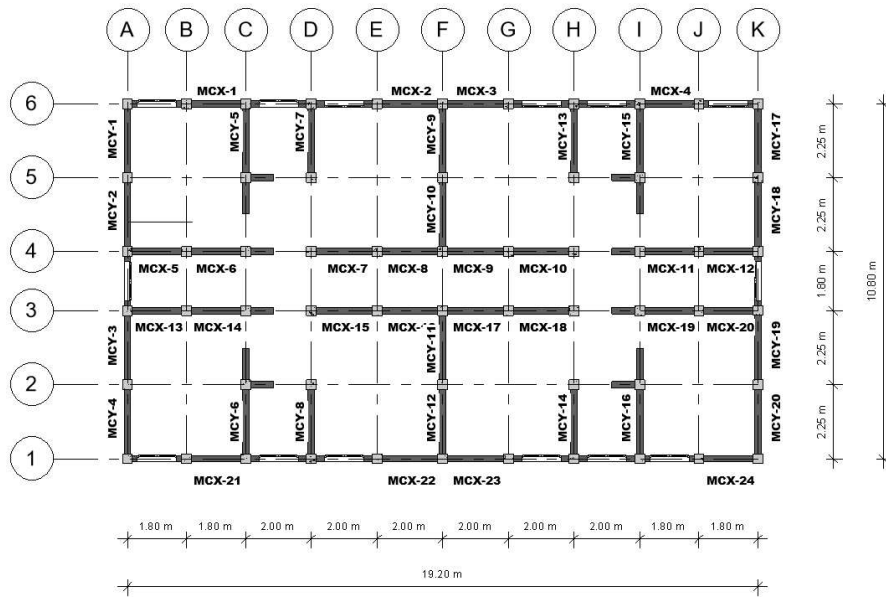 A B C D E F G H I J K
MCX-1 MCX-2 MCX-3 MCX-4
6
MCY-1 MCY-5 MCY-7 MCY-9 MCY-13 MCY-15 MCY-17
2.25 m
5
MCY-2 MCY-10 MCY-18
2.25 m
4
MCX-5 MCX-6 MCX-7 MCX-8 MCX-9 MCX-10 MCX-11 MCX-12
1.80 m
10.80 m
3
MCX-13 MCX-14 MCX-15 MCX-17 MCX-18 MCX-19 MCX-20
MCY-3 MCY-11 MCY-19
2.25 m
2
MCY-4 MCY-6 MCY-8 MCY-12 MCY-14 MCY-16 MCY-20
2.25 m
1
MCX-21 MCX-22 MCX-23 MCX-24
1.80 m 1.80 m 2.00 m 2.00 m 2.00 m 2.00 m 2.00 m 2.00 m 1.80 m 1.80 m
19.20 m